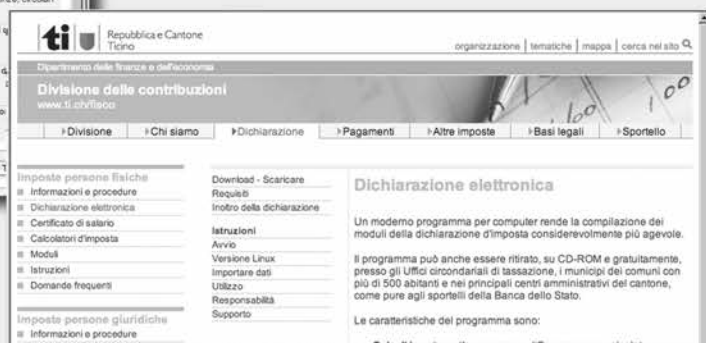 ti
Repubblica e Cantone
Ticino
organizzazione | tematiche | mappa | cerca nel sito
Dipartimento delle finanze e dell'economia
Divisione delle contribuzioni
www.ti.ch/fisco
Divisione
Chi siamo
Dichiarazione
Pagamenti
Altre imposte
Basi legali
Sportello
Imposte persone fisiche
Informazioni e procedure
Dichiarazione elettronica
Certificato di salario
Calcolatori d'imposta
Moduli
Istruzioni
Domande frequenti
Imposte persone giuridiche
Informazioni e procedure
Download - Scaricare
Requisiti
Inoltro della dichiarazione
Istruzioni
Avvio
Versione Linux
Importare dati
Utilizzo
Responsabilità
Supporto
Dichiarazione elettronica
Un moderno programma per computer rende la compilazione dei
moduli della dichiarazione d'imposta considerevolmente più agevole.
Il programma può anche essere ritirato, su CD-ROM e gratuitamente,
presso gli Uffici circondariali di tassazione, i municipi dei comuni con
più di 500 abitanti e nei principali centri amministrativi del cantone,
come pure agli sportelli della Banca dello Stato.
Le caratteristiche del programma sono: